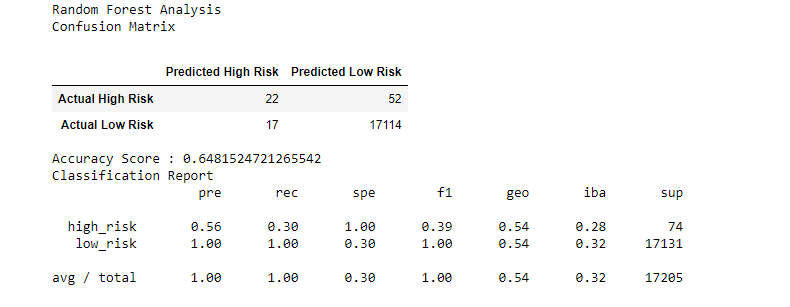 Random Forest Analysis
Confusion Matrix
Predicted High Risk Predicted Low Risk
Actual High Risk 22 52
Actual Low Risk 17 17114
Accuracy Score : 0.6481524721265542
Classification Report
pre rec spe f1 geo iba sup
high_risk 0.56 0.30 1.00 0.39 0.54 0.28 74
low_risk 1.00 1.00 0.30 1.00 0.54 0.32 17131
avg / total 1.00 1.00 0.30 1.00 0.54 0.32 17205